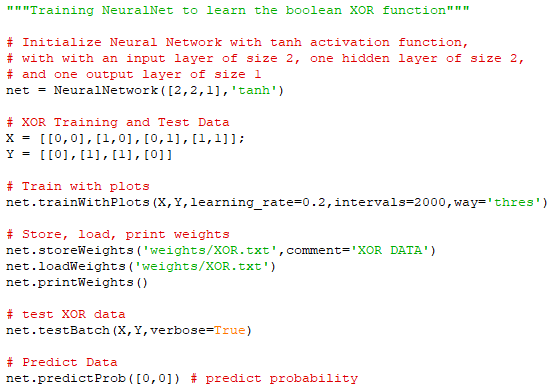 """Training NeuralNet to learn the boolean XOR function"""
# Initialize Neural Network with tanh activation function,
# with with an input layer of size 2, one hidden layer of size 2,
# and one output layer of size 1
net = NeuralNetwork([2,2,1],'tanh')
# XOR Training and Test Data
X = [[0,0],[1,0],[0,1],[1,1]];
Y = [[0],[1],[1],[0]]
# Train with plots
net.trainWithPlots(X,Y,learning_rate=0.2,intervals=2000,way='thres')
# Store, load, print weights
net.storeWeights('weights/XOR.txt',comment='XOR DATA')
net.loadWeights('weights/XOR.txt')
net.printWeights()
# test XOR data
net.testBatch(X,Y,verbose=True)
# Predict Data
net.predictProb([0,0]) # predict probability